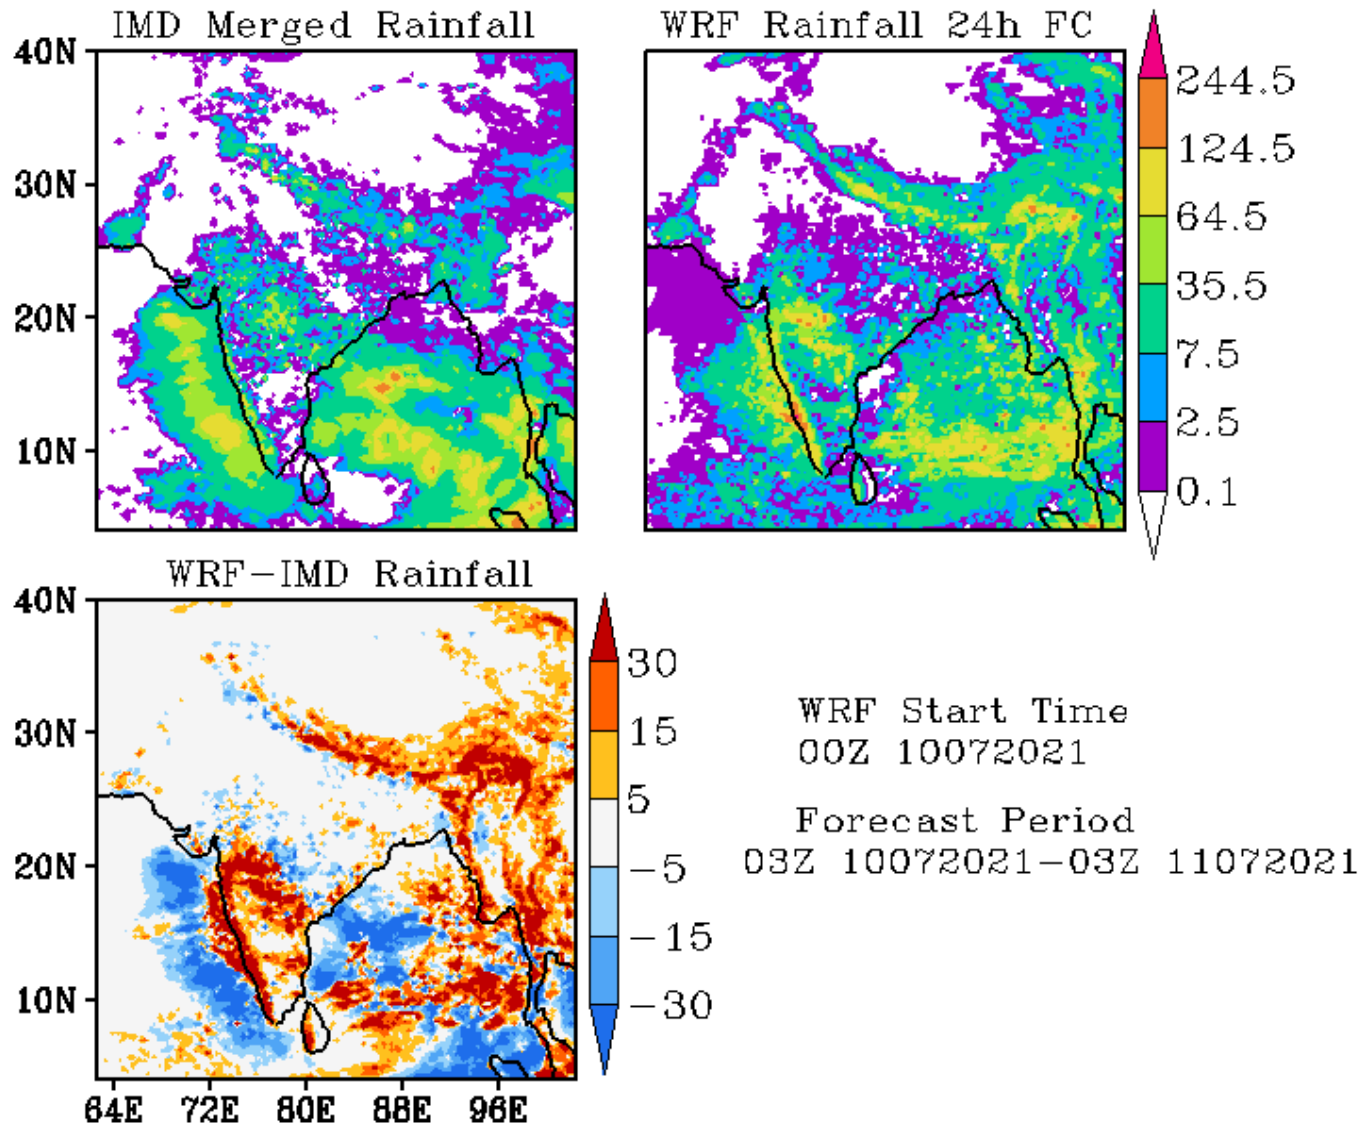 IMD Merged Rainfall
WRF Rainfall 24h FC
40N
30N
20N
10N
244.5
124.5
64.5
35.5
7.5
2.5
0.1
WRF-IMD Rainfall
40N
30N
20N
10N
64E 72E 80E 88E 96E
30
15
5
-5
-15
-30
WRF Start Time
00Z 10072021
Forecast Period
03Z 10072021-03Z 11072021